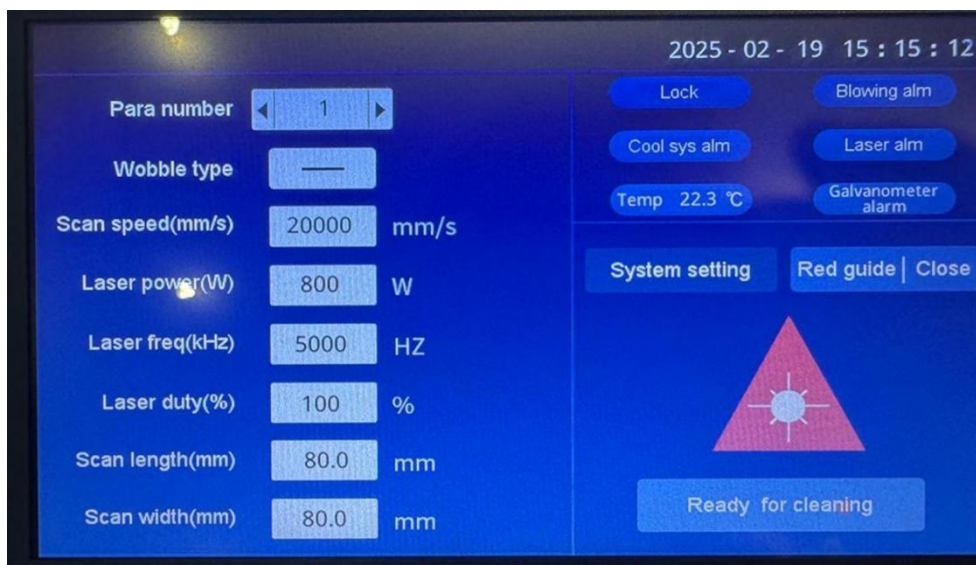 2025 - 02 - 19 15 : 15 : 12
Para number 1
Wobble type
Scan speed(mm/s) 20000 mm/s
Laser power(W) 800 W
Laser freq(kHz) 5000 HZ
Laser duty(%) 100 %
Scan length(mm) 80.0 mm
Scan width(mm) 80.0 mm
Lock
Blowing alm
Cool sys alm
Laser alm
Temp 22.3 ℃
Galvanometer
alarm
System setting
Red guide | Close
Ready for cleaning